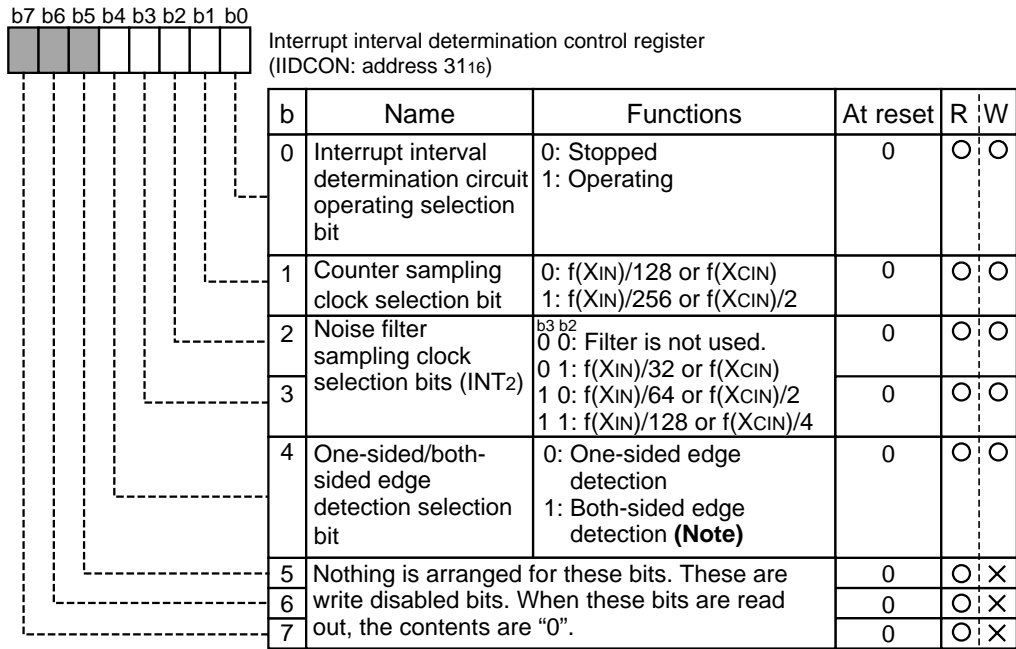 b7 b6 b5 b4 b3 b2 b1 b0
Interrupt interval determination control register
(IIDCON: address 3116)
b Name Functions At reset R W
0 Interrupt interval 0: Stopped 0 O O
determination circuit 1: Operating
operating selection
bit
1 Counter sampling 0: f(XIN)/128 or f(XCIN) 0 O O
clock selection bit 1: f(XIN)/256 or f(XCIN)/2
2 Noise filter b3 b2 0 O O
sampling clock 0 0: Filter is not used.
selection bits (INT2) 0 1: f(XIN)/32 or f(XCIN)
3 1 0: f(XIN)/64 or f(XCIN)/2 0 O O
1 1: f(XIN)/128 or f(XCIN)/4
4 One-sided/both- 0: One-sided edge 0 O O
sided edge detection
detection selection 1: Both-sided edge
bit detection (Note)
5 Nothing is arranged for these bits. These are 0 O ×
6 write disabled bits. When these bits are read 0 O ×
7 out, the contents are “0”. 0 O ×